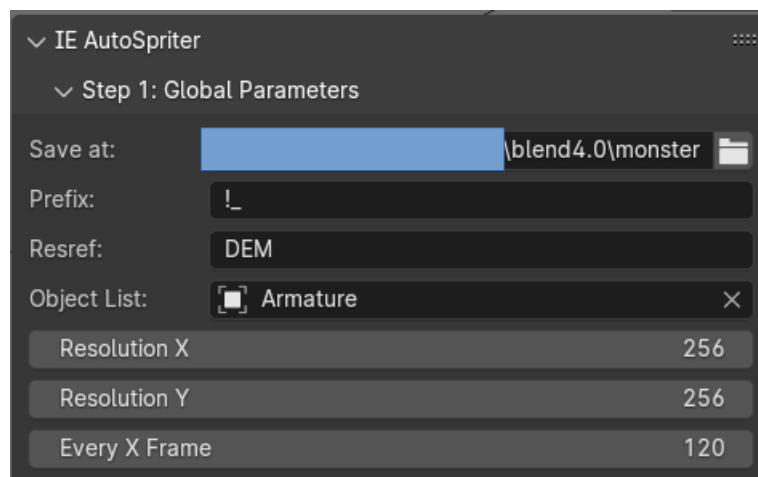 IE AutoSpriter
Step 1: Global Parameters
Save at: \blend4.0\monster
Prefix: !_
Resref: DEM
Object List: Armature
Resolution X 256
Resolution Y 256
Every X Frame 120